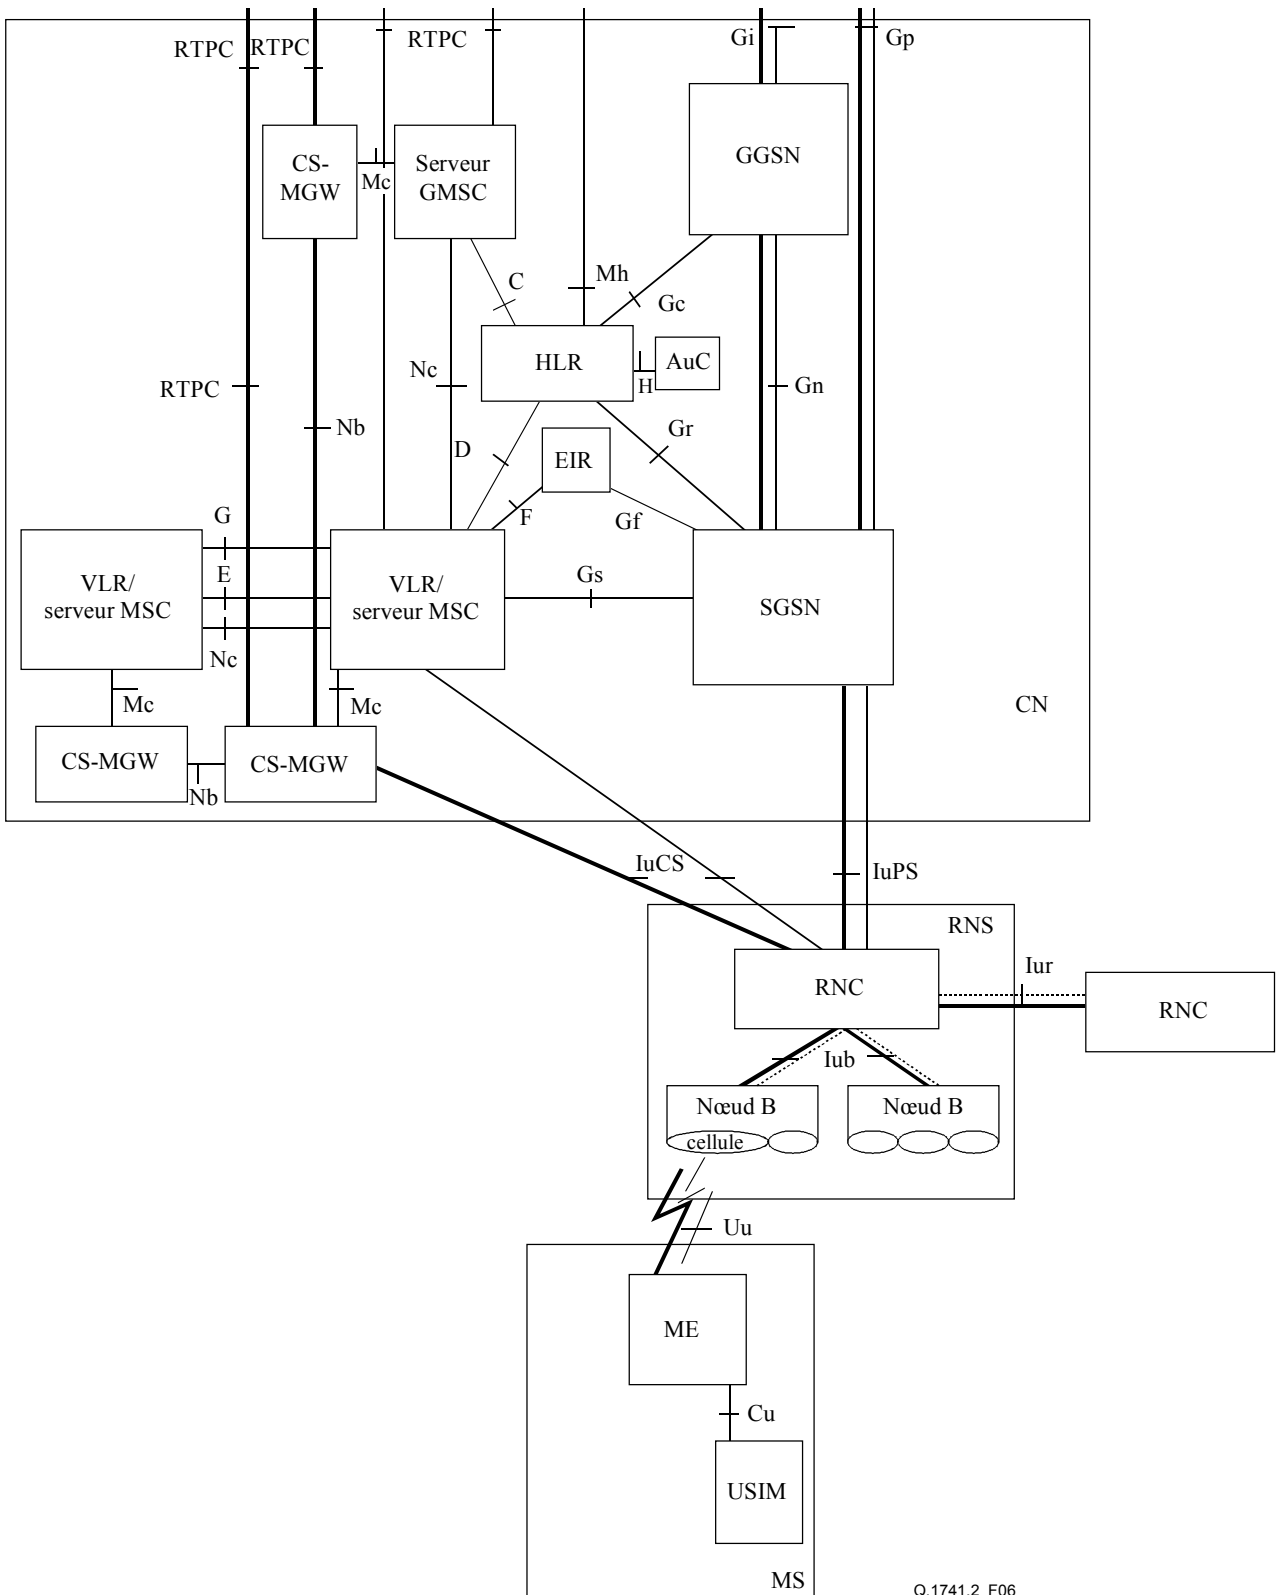 RTPC
RTPC
RTPC
Gi
Gp
CS-
MGW
Mc
Serveur
GMSC
GGSN
C
Mh
Gc
HLR
H
AuC
RTPC
Nc
Gn
Nb
D
EIR
Gr
F
Gf
G
E
Nc
VLR/
serveur MSC
VLR/
serveur MSC
Gs
SGSN
Mc
Mc
CN
CS-MGW
Nb
CS-MGW
IuCS
IuPS
RNS
RNC
Iur
RNC
Iub
Nœud B
cellule
Nœud B
Uu
ME
Cu
USIM
MS
Q.1741.2_F06